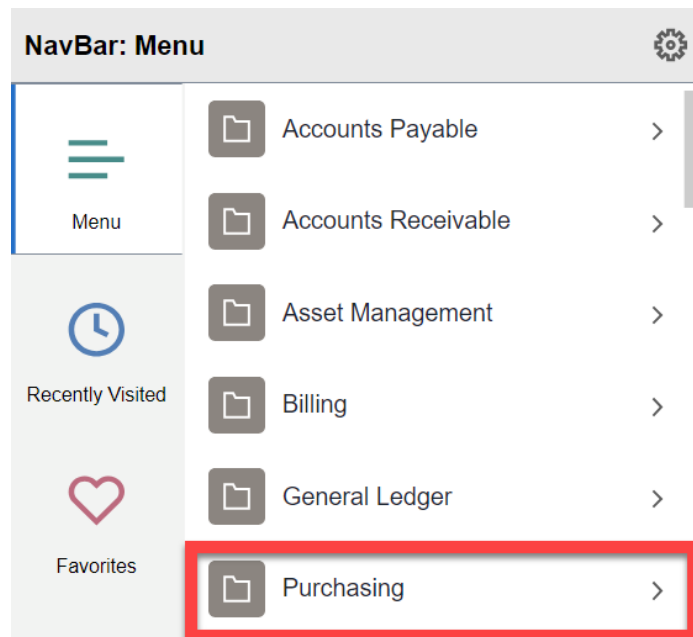 NavBar: Menu
Menu
Recently Visited
Favorites
Accounts Payable
Accounts Receivable
Asset Management
Billing
General Ledger
Purchasing